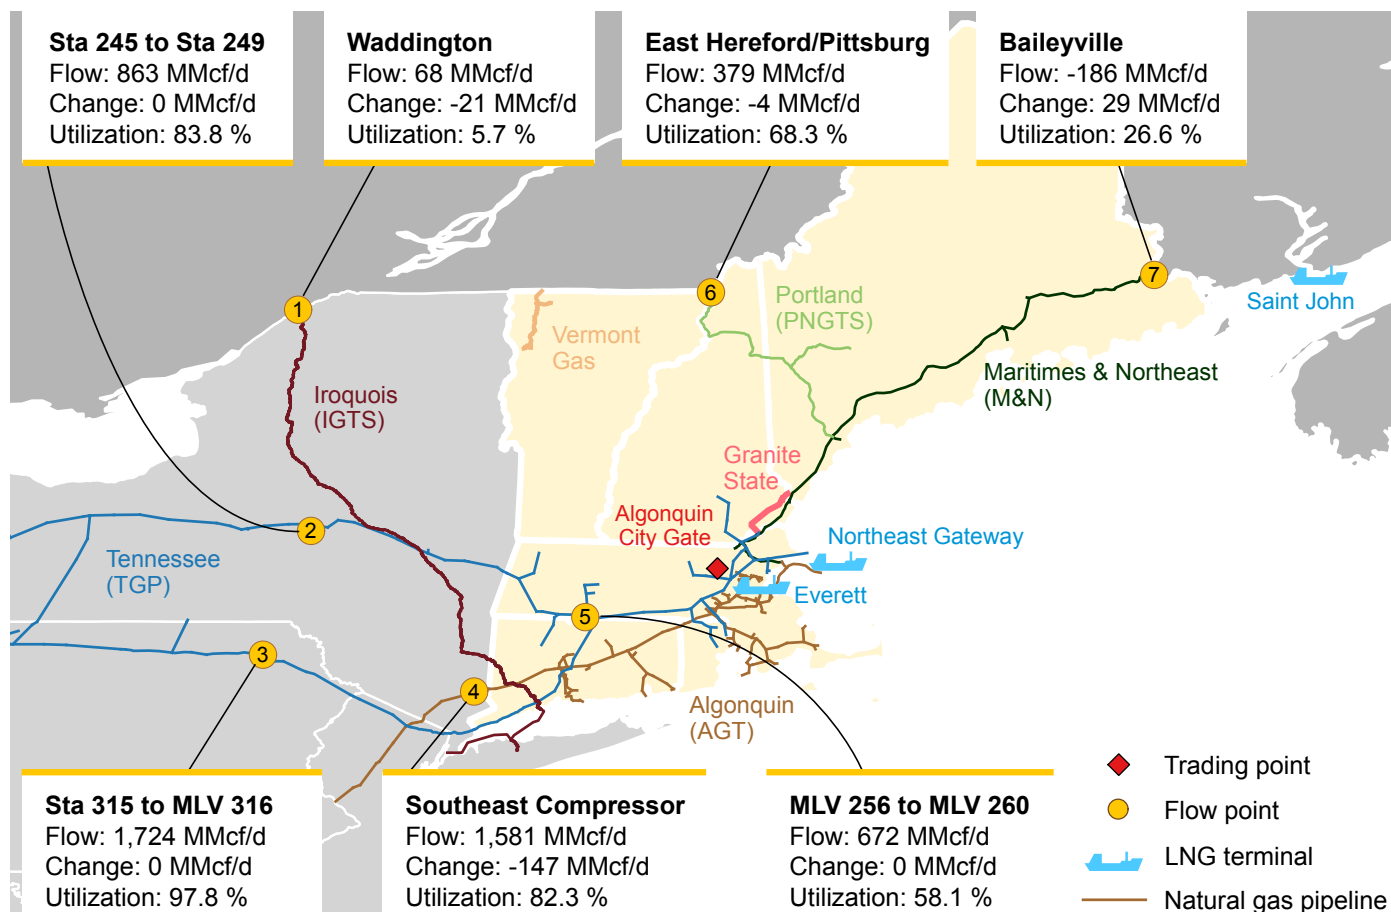 Sta 245 to Sta 249
Flow: 863 MMcf/d
Change: 0 MMcf/d
Utilization: 83.8 %
Waddington
Flow: 68 MMcf/d
Change: -21 MMcf/d
Utilization: 5.7 %
East Hereford/Pittsburg
Flow: 379 MMcf/d
Change: -4 MMcf/d
Utilization: 68.3 %
Baileyville
Flow: -186 MMcf/d
Change: 29 MMcf/d
Utilization: 26.6 %
1
6
7
Saint John
Portland
(PNGTS)
Vermont
Gas
Maritimes & Northeast
(M&N)
Iroquois
(IGTS)
Granite
State
Algonquin
City Gate
2
Northeast Gateway
Tennessee
(TGP)
Everett
5
3
4
Algonquin
(AGT)
Sta 315 to MLV 316
Flow: 1,724 MMcf/d
Change: 0 MMcf/d
Utilization: 97.8 %
Southeast Compressor
Flow: 1,581 MMcf/d
Change: -147 MMcf/d
Utilization: 82.3 %
MLV 256 to MLV 260
Flow: 672 MMcf/d
Change: 0 MMcf/d
Utilization: 58.1 %
Trading point
Flow point
LNG terminal
Natural gas pipeline